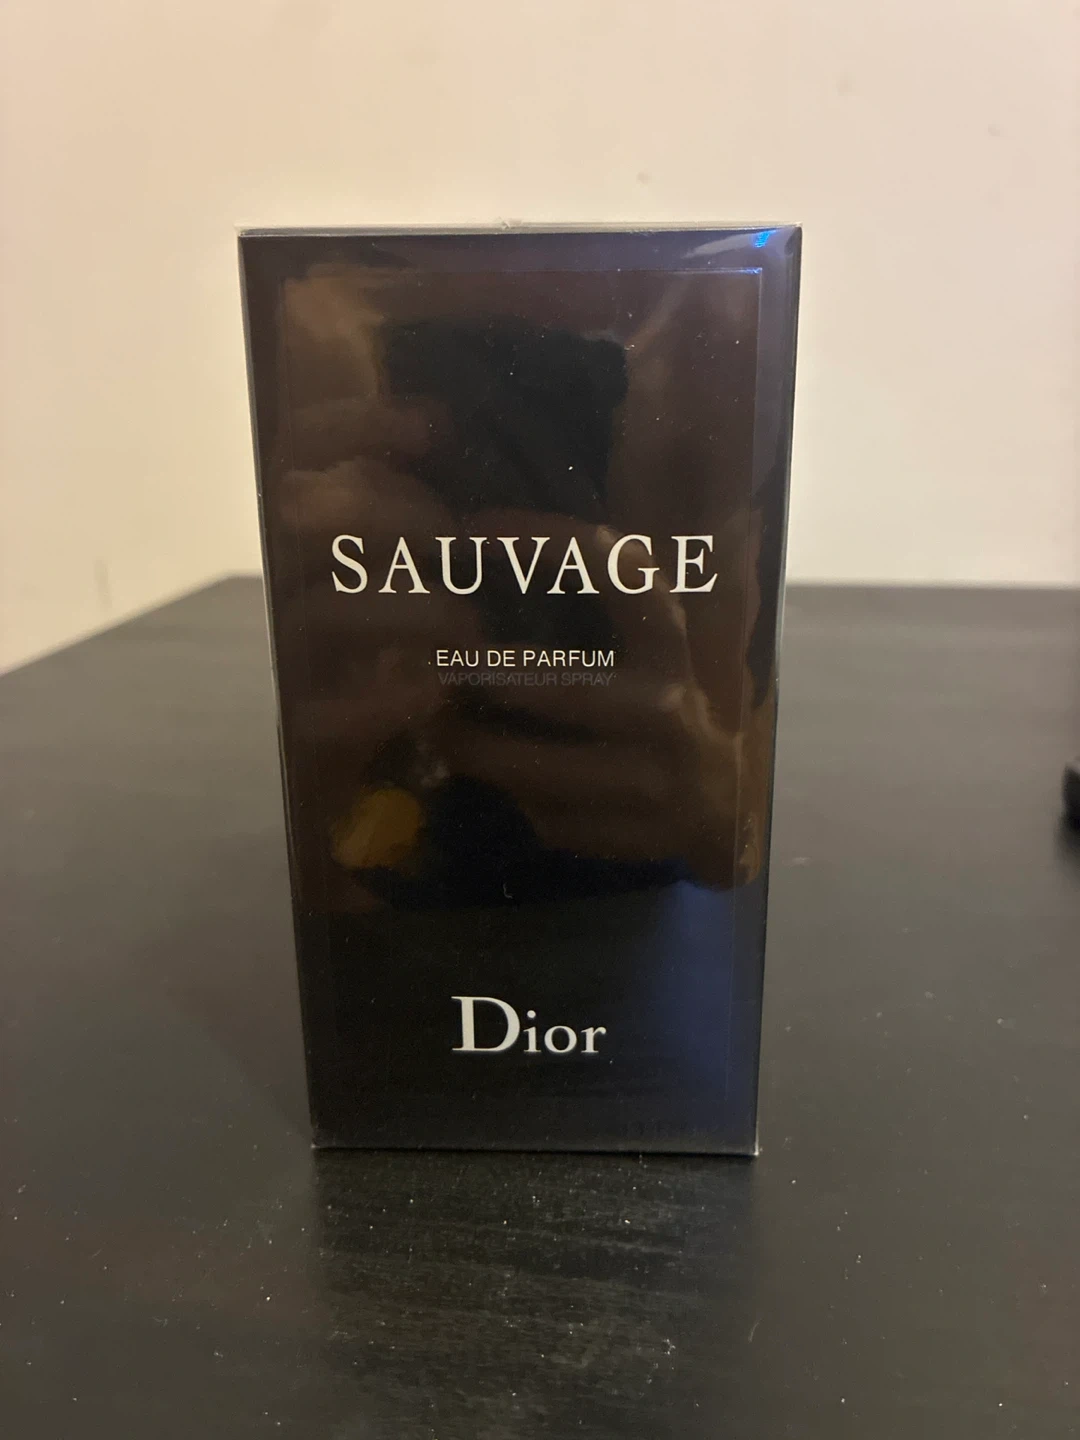 SAUVAGE
EAU DE PARFUM
VAPORISATEUR SPRAY
Dior